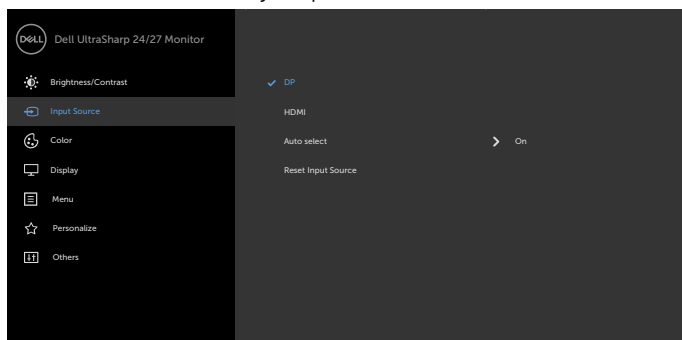 DELL Dell UltraSharp 24/27 Monitor
Brightness/Contrast
DP
Input Source
HDMI
Color
Auto select On
Display
Reset Input Source
Menu
Personalize
Others